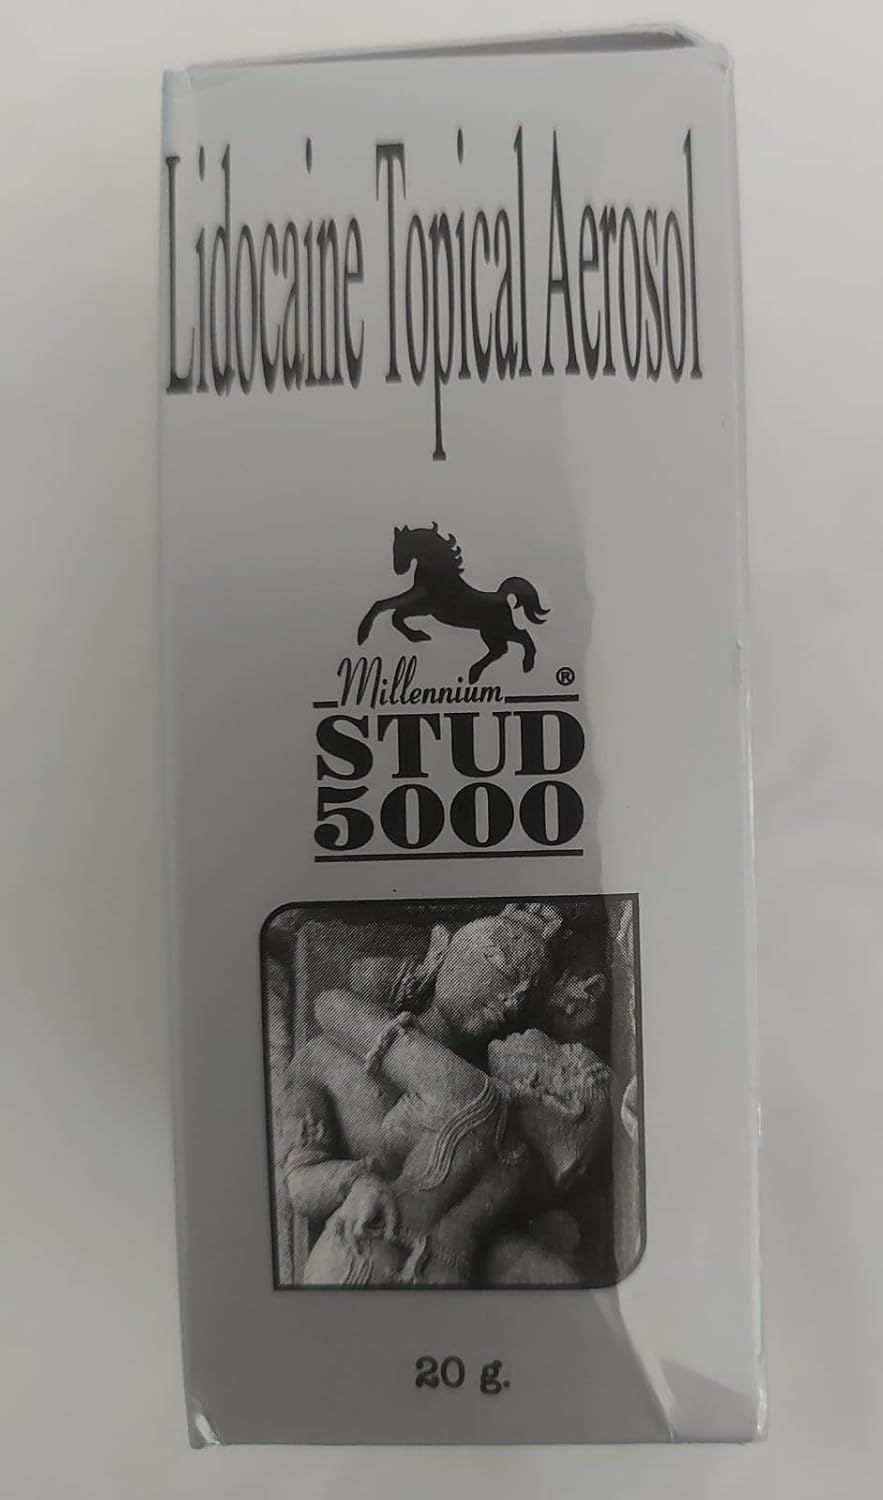 Lidocaine Topical Aerosol
Millennium ®
STUD
5000
20 g.